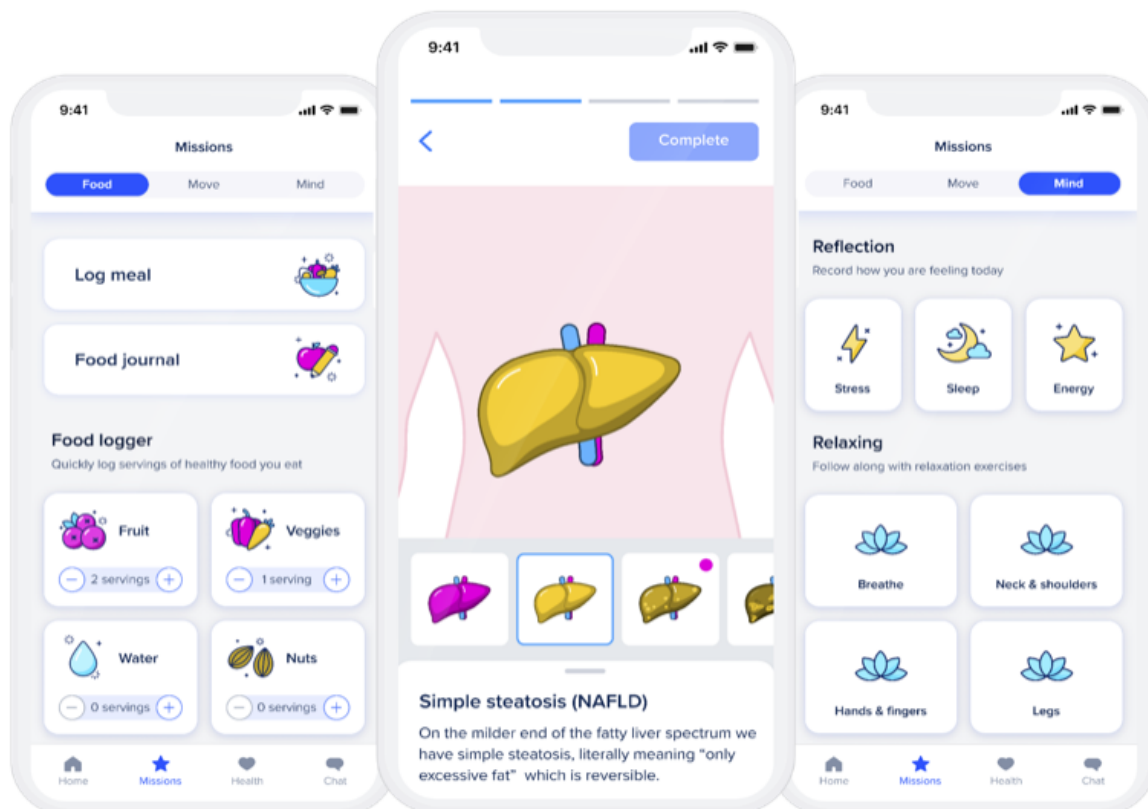 9:41
Missions
Food Move Mind
Log meal
Food journal
Food logger
Quickly log servings of healthy food you eat
Fruit
2 servings
Veggies
1 serving
Water
0 servings
Nuts
0 servings
Home Missions Health Chat
9:41
Complete
Simple steatosis (NAFLD)
On the milder end of the fatty liver spectrum we
have simple steatosis, literally meaning “only
excessive fat” which is reversible.
9:41
Missions
Food Move Mind
Reflection
Record how you are feeling today
Stress Sleep Energy
Relaxing
Follow along with relaxation exercises
Breathe Neck & shoulders
Hands & fingers Legs
Home Missions Health Chat